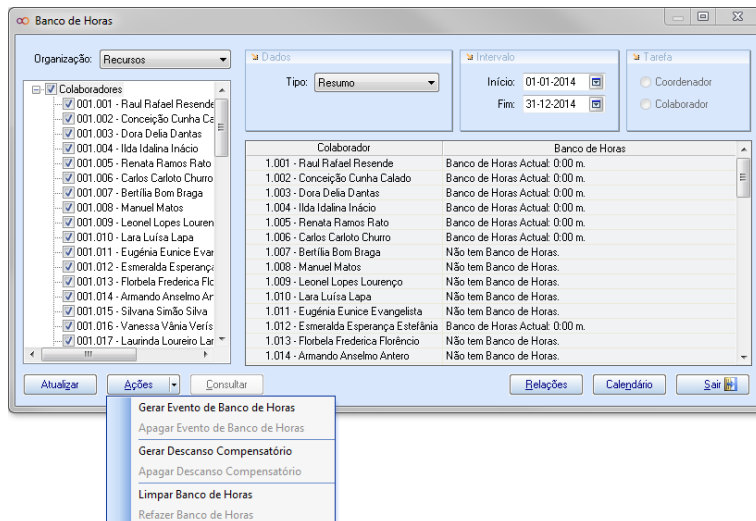 Banco de Horas
Organização: Recursos
Colaboradores
001.001 - Raul Rafael Resende
001.002 - Conceição Cunha Ca
001.003 - Dora Delia Dantas
001.004 - Ilda Idalina Inácio
001.005 - Renata Ramos Rato
001.006 - Carlos Carloto Churro
001.007 - Bertília Bom Braga
001.008 - Manuel Matos
001.009 - Leonel Lopes Louren
001.010 - Lara Luísa Lapa
001.011 - Eugénia Eunice Evar
001.012 - Esmeralda Esperança
001.013 - Florbela Frederica Flo
001.014 - Armando Anselmo Ar
001.015 - Silvana Simão Silva
001.016 - Vanessa Vânia Verís
001.017 - Laurinda Loureiro Lar
Dados
Tipo: Resumo
Intervalo
Início: 01-01-2014
Fim: 31-12-2014
Tarefa
Coordenador
Colaborador
Colaborador Banco de Horas
1.001 - Raul Rafael Resende Banco de Horas Actual: 0:00 m.
1.002 - Conceição Cunha Calado Banco de Horas Actual: 0:00 m.
1.003 - Dora Delia Dantas Banco de Horas Actual: 0:00 m.
1.004 - Ilda Idalina Inácio Banco de Horas Actual: 0:00 m.
1.005 - Renata Ramos Rato Banco de Horas Actual: 0:00 m.
1.006 - Carlos Carloto Churro Banco de Horas Actual: 0:00 m.
1.007 - Bertília Bom Braga Não tem Banco de Horas.
1.008 - Manuel Matos Não tem Banco de Horas.
1.009 - Leonel Lopes Lourenço Não tem Banco de Horas.
1.010 - Lara Luísa Lapa Não tem Banco de Horas.
1.011 - Eugénia Eunice Evangelista Não tem Banco de Horas.
1.012 - Esmeralda Esperança Estefânia Banco de Horas Actual: 0:00 m.
1.013 - Florbela Frederica Florêncio Não tem Banco de Horas.
1.014 - Armando Anselmo Antero Não tem Banco de Horas.
Atualizar Ações Consultar Relações Calendário Sair
Gerar Evento de Banco de Horas
Apagar Evento de Banco de Horas
Gerar Descanso Compensatório
Apagar Descanso Compensatório
Limpar Banco de Horas
Refazer Banco de Horas